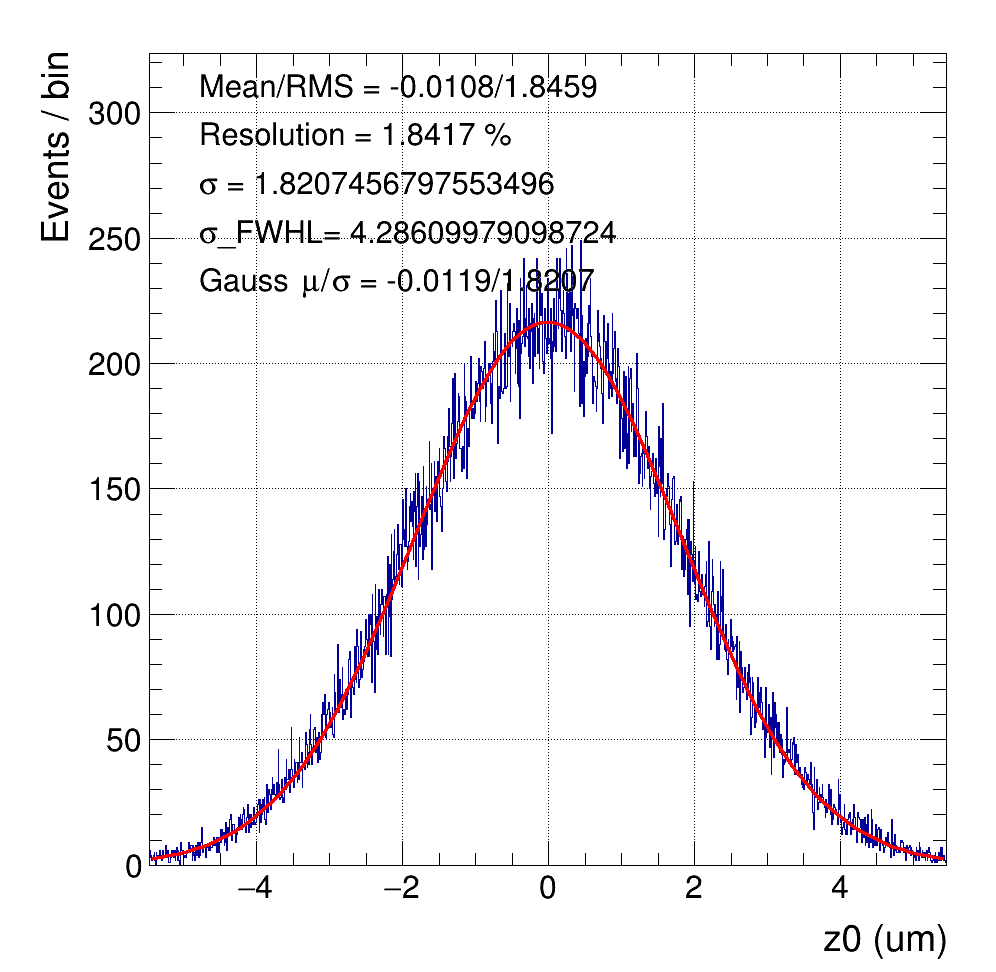 Mean/RMS = -0.0108/1.8459
Resolution = 1.8417 %
σ = 1.8207456797553496
σ_FWHL= 4.28609979098724
Gauss μ/σ = -0.0119/1.8207
Events / bin
300
250
200
150
100
50
0
−4 −2 0 2 4
z0 (um)